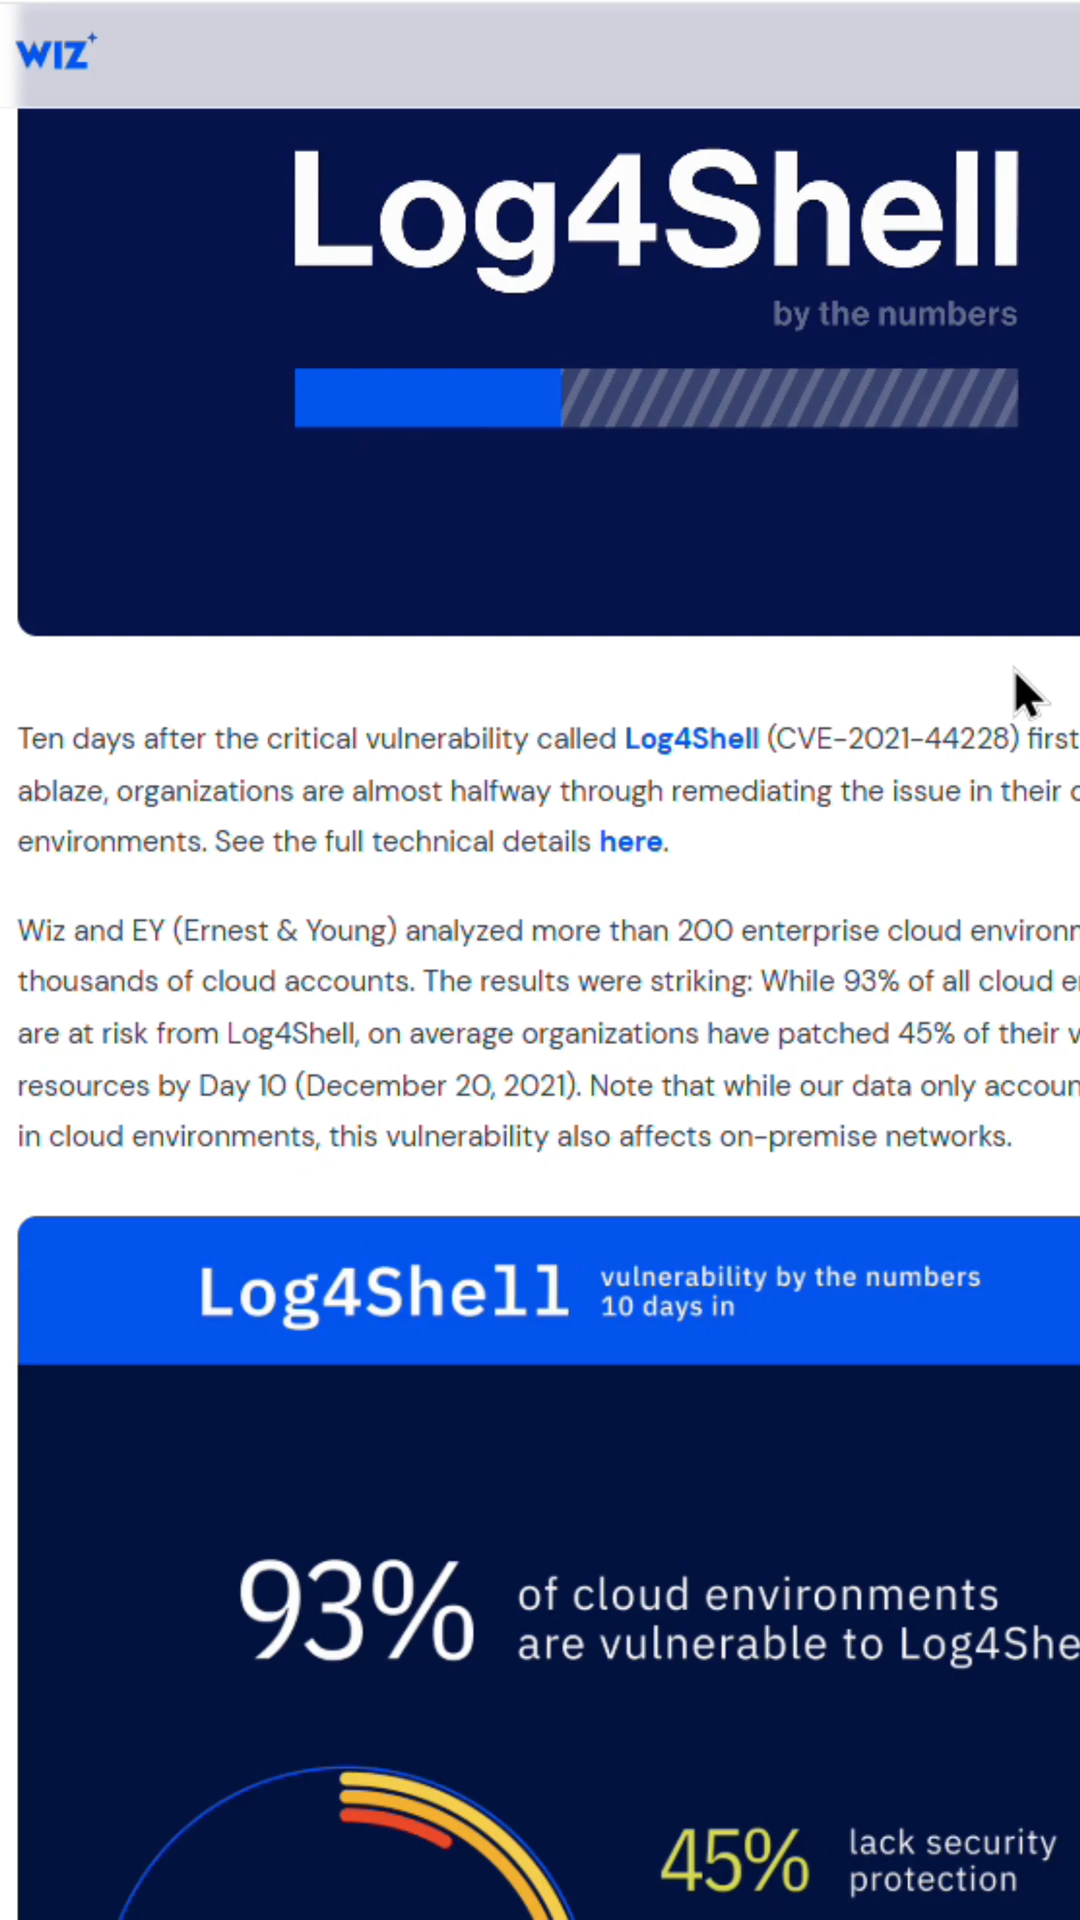 WIZ
Log4Shell
by the numbers
Ten days after the critical vulnerability called Log4Shell (CVE-2021-44228) first
ablaze, organizations are almost halfway through remediating the issue in their
environments. See the full technical details here.
Wiz and EY (Ernest & Young) analyzed more than 200 enterprise cloud
thousands of cloud accounts. The results were striking: While 93% of all cloud
are at risk from Log4Shell, on average organizations have patched 45% of their
resources by Day 10 (December 20, 2021). Note that while our data only
in cloud environments, this vulnerability also affects on-premise networks.
Log4Shell vulnerability by the numbers
10 days in
93% of cloud environments
are vulnerable to Log4She
45% lack security
protection